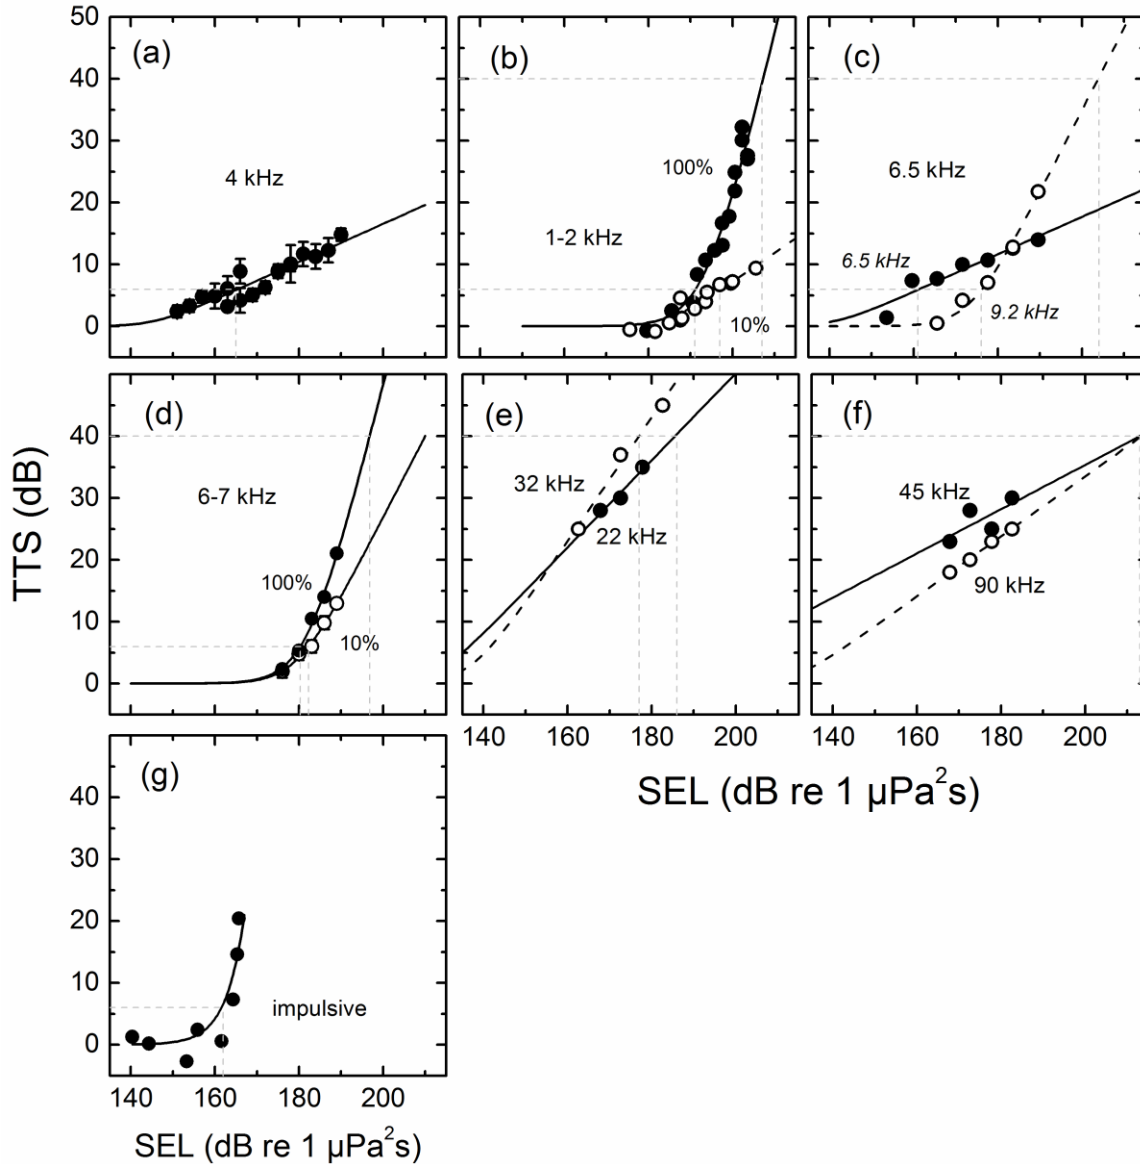 50
40
30
20
10
0
(a)
4 kHz
(b)
100%
1-2 kHz
10%
(c)
6.5 kHz
6.5 kHz
9.2 kHz
TTS (dB)
40
30
20
10
0
(d)
6-7 kHz
100%
10%
(e)
32 kHz
22 kHz
140 160 180 200
(f)
45 kHz
90 kHz
140 160 180 200
SEL (dB re 1 µPa²s)
40
30
20
10
0
(g)
impulsive
140 160 180 200
SEL (dB re 1 µPa²s)